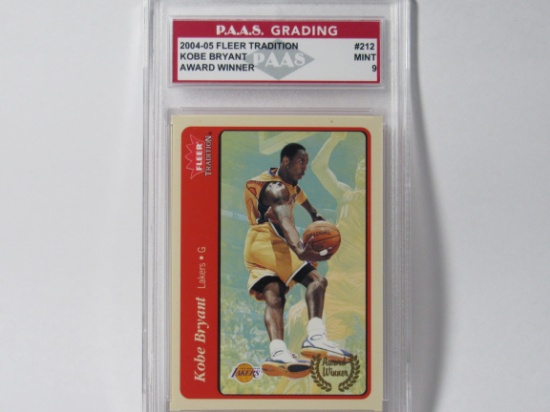 P.A.A.S. GRADING
2004-05 FLEER TRADITION #212
KOBE BRYANT MINT
AWARD WINNER 9
PAAS
FLEER
TRADITION
Kobe Bryant Lakers • G
LAKERS
Award
Winner